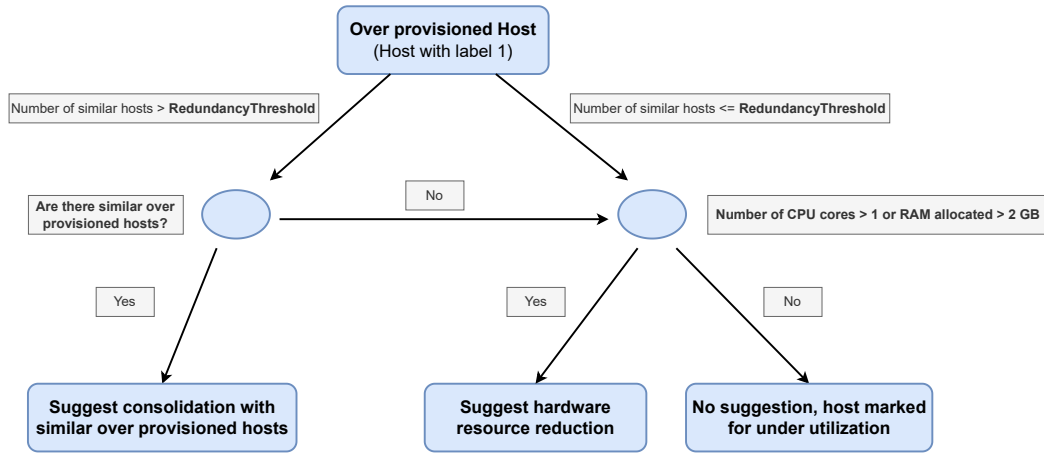 Over provisioned Host
(Host with label 1)
Number of similar hosts > RedundancyThreshold
Number of similar hosts <= RedundancyThreshold
Are there similar over
provisioned hosts?
No
Number of CPU cores > 1 or RAM allocated > 2 GB
Yes
Yes
No
Suggest consolidation with
similar over provisioned hosts
Suggest hardware
resource reduction
No suggestion, host marked
for under utilization